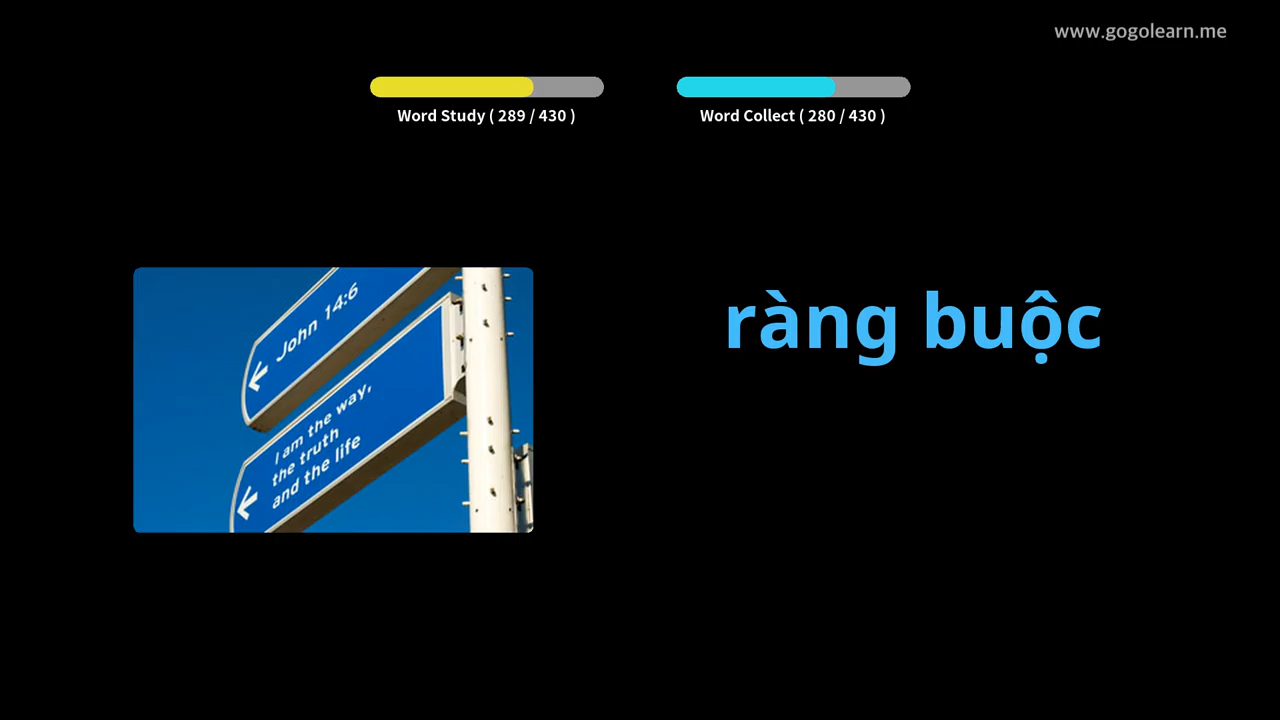 www.gogolearn.me
Word Study ( 289 / 430 )
Word Collect ( 280 / 430 )
John 14:6
I am the way,
the truth
and the life
ràng buộc